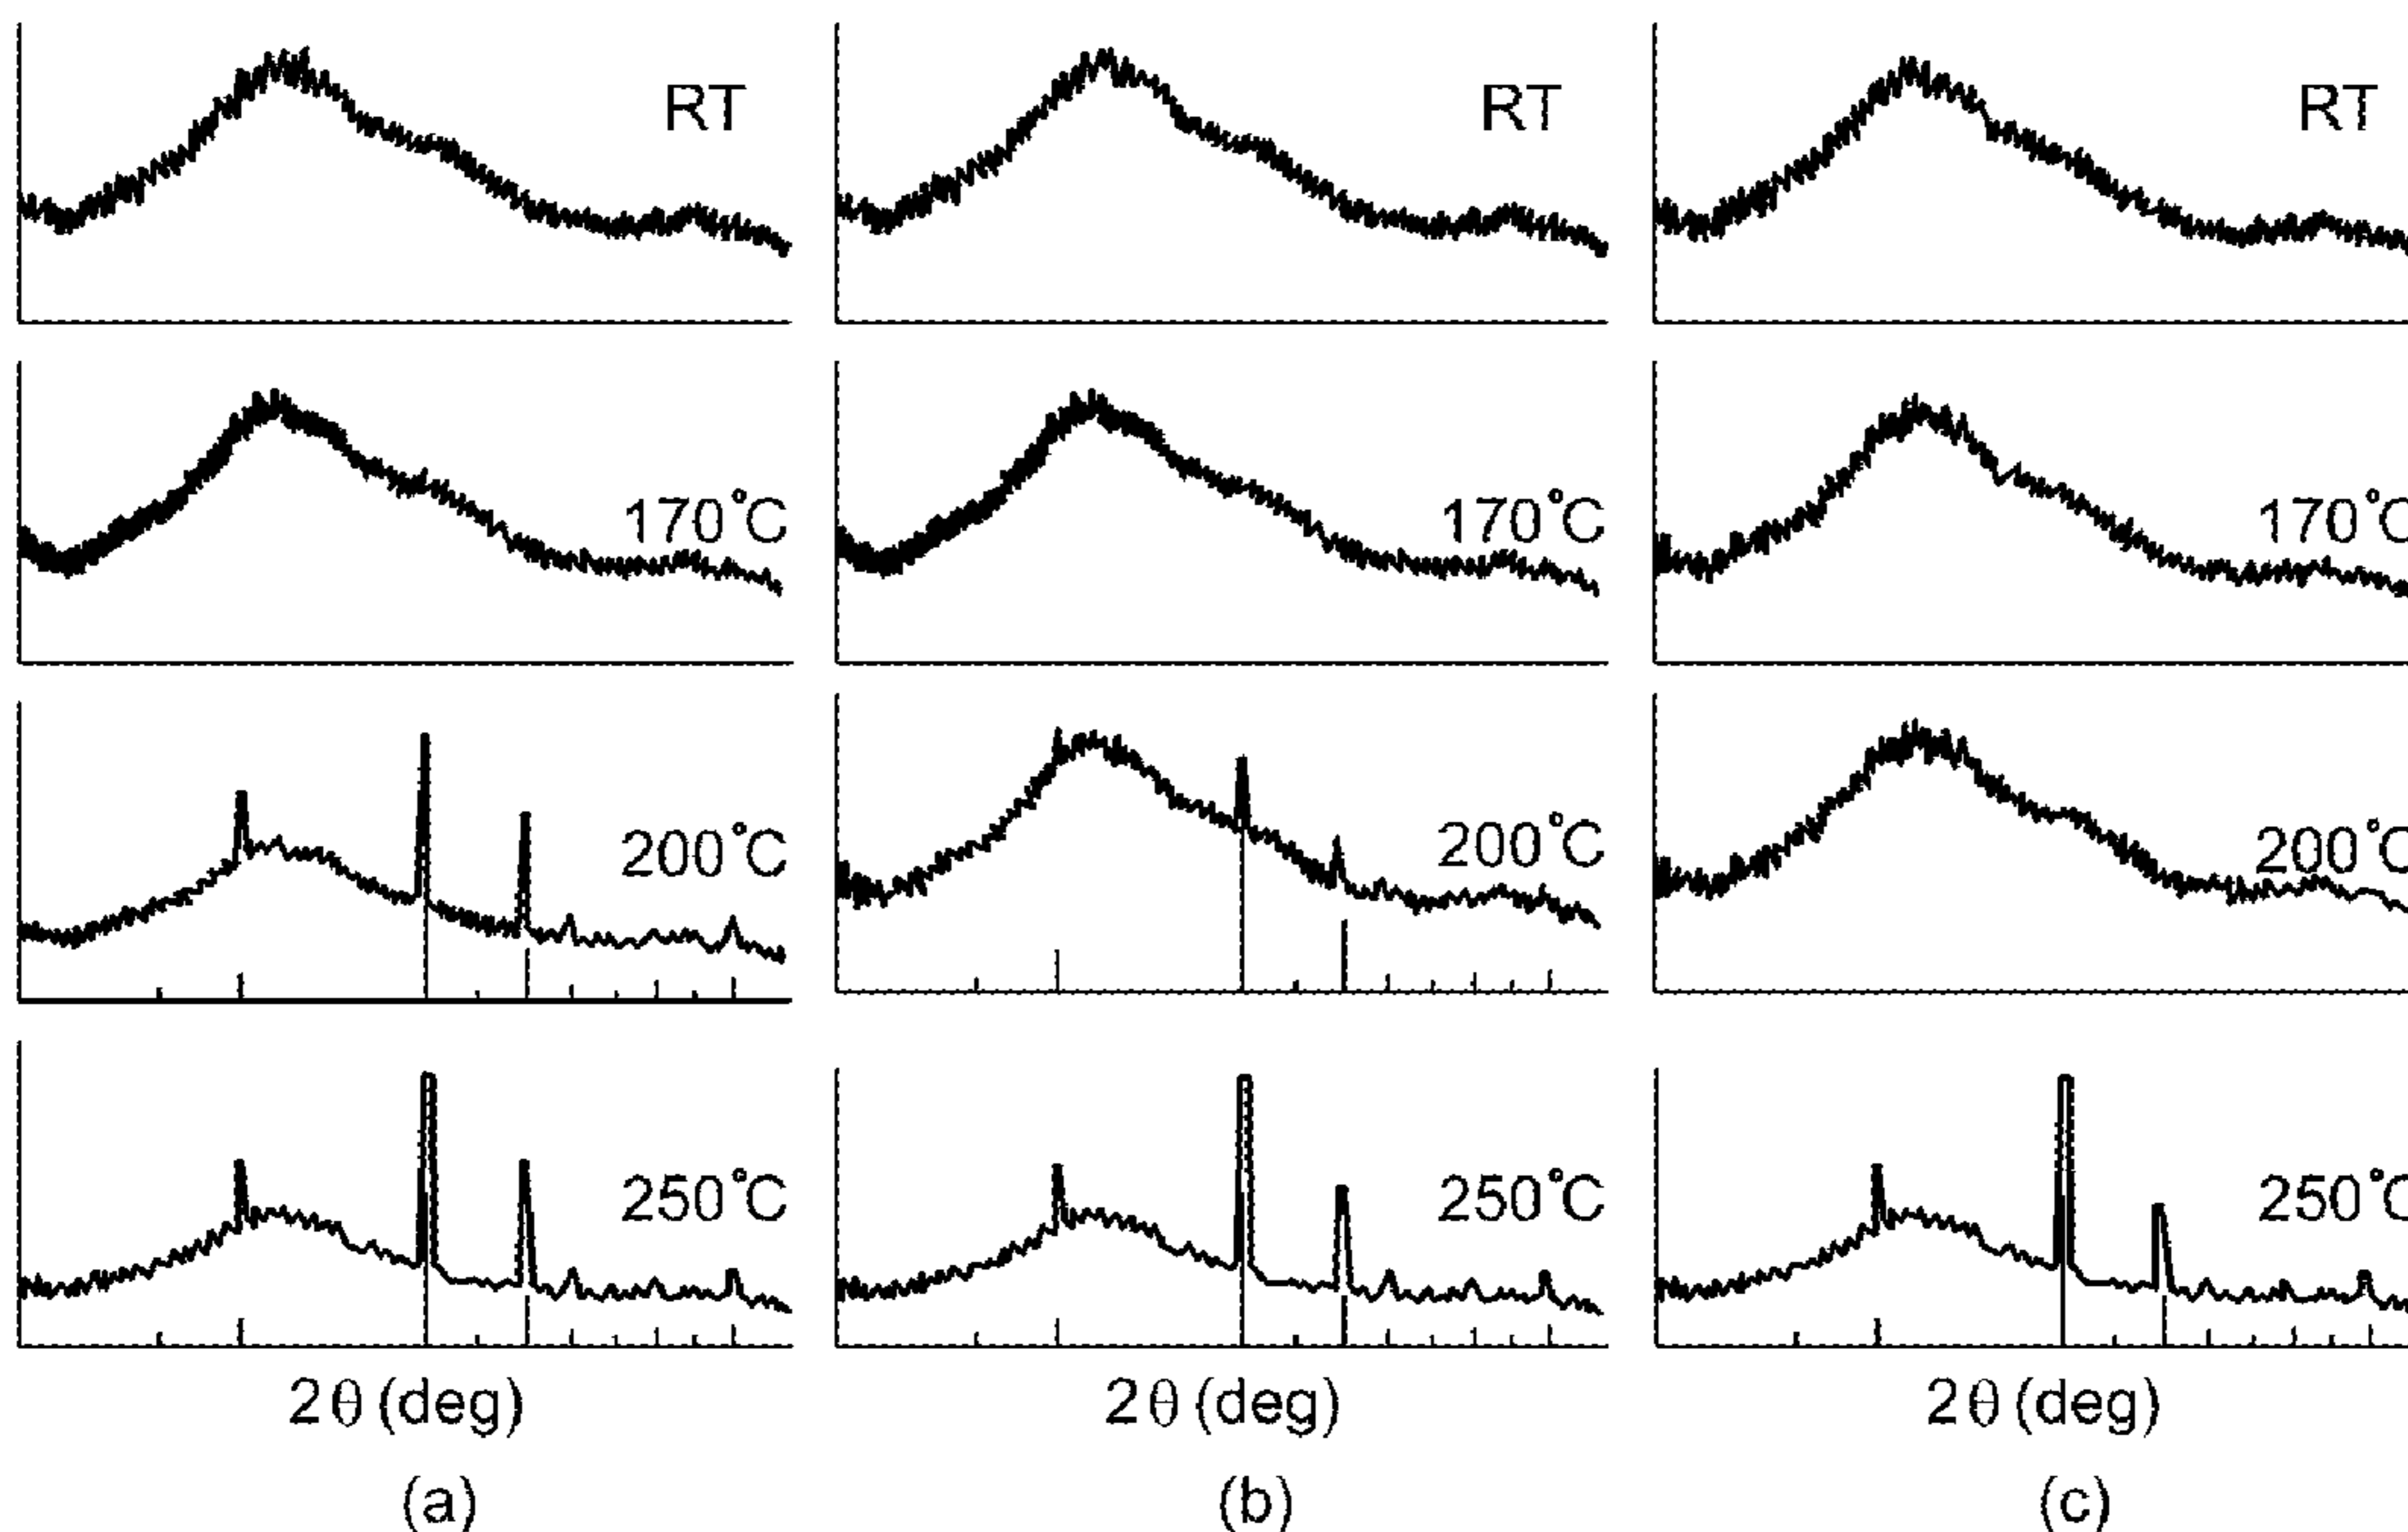 RT RT RT
170°C 170°C 170°C
200°C 200°C 200°C
250°C 250°C 250°C
2θ (deg) 2θ (deg) 2θ (deg)
(a) (b) (c)